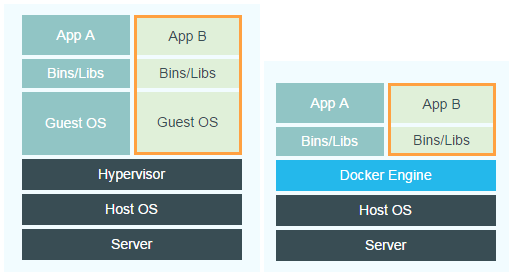 App A
App B
Bins/Libs
Bins/Libs
Guest OS
Guest OS
Hypervisor
Host OS
Server
App A
App B
Bins/Libs
Bins/Libs
Docker Engine
Host OS
Server